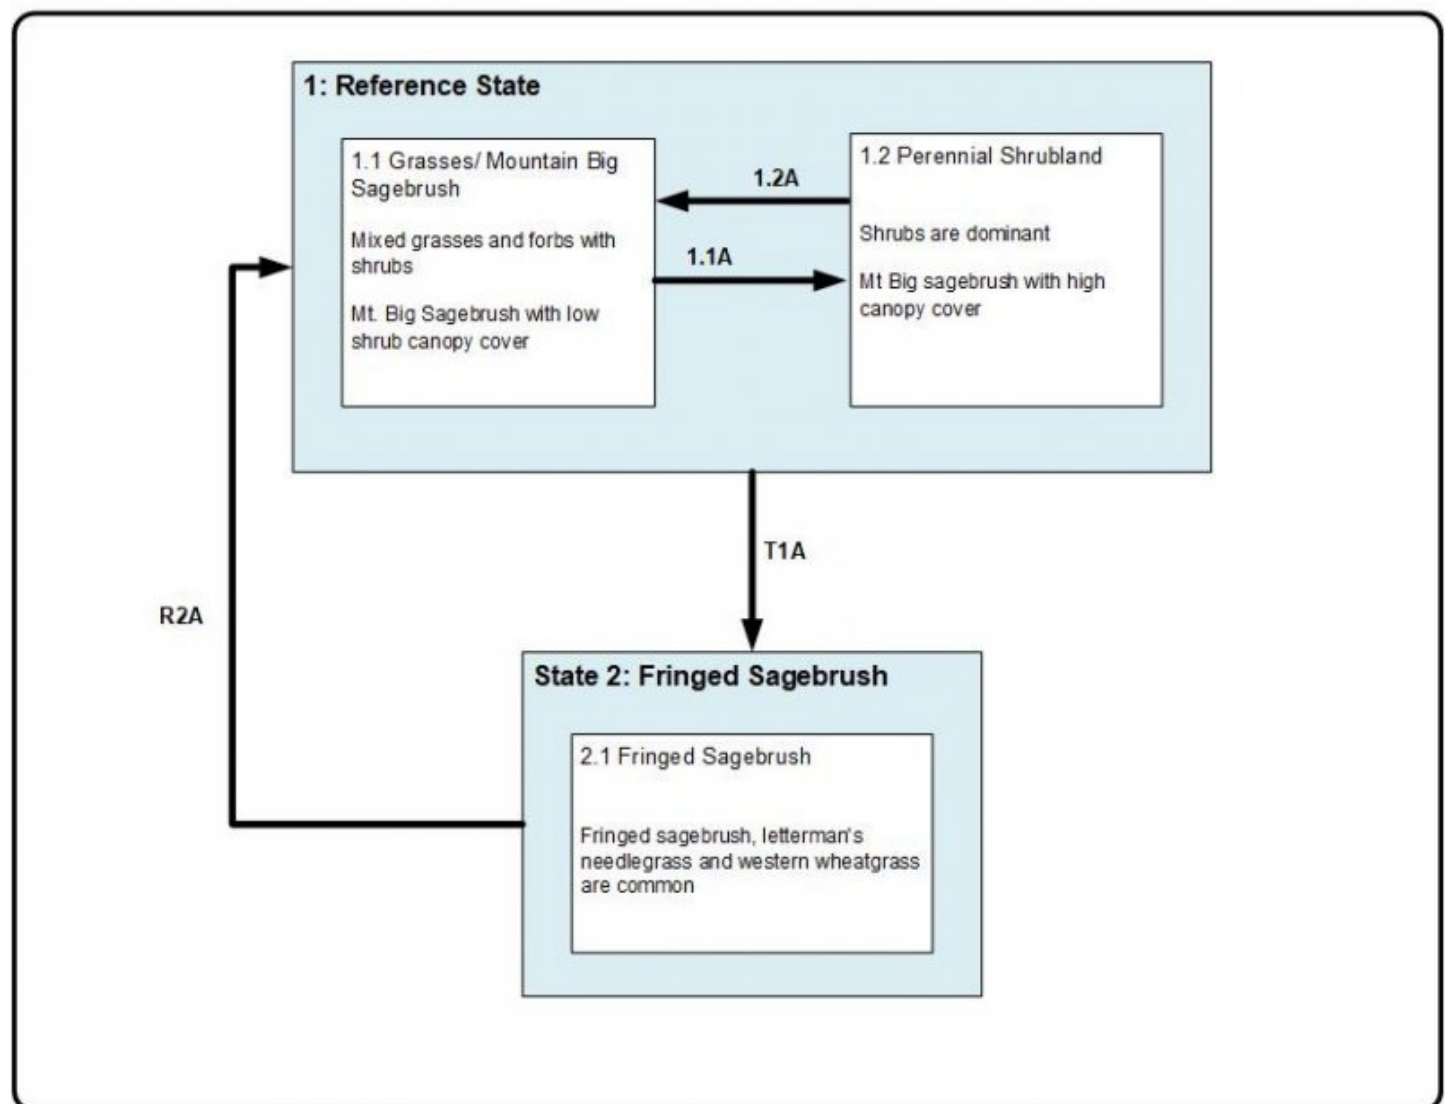 1: Reference State
1.1 Grasses/ Mountain Big
Sagebrush
Mixed grasses and forbs with
shrubs
Mt. Big Sagebrush with low
shrub canopy cover
1.2A
1.1A
1.2 Perennial Shrubland
Shrubs are dominant
Mt Big sagebrush with high
canopy cover
T1A
R2A
State 2: Fringed Sagebrush
2.1 Fringed Sagebrush
Fringed sagebrush, letterman's
needlegrass and western wheatgrass
are common